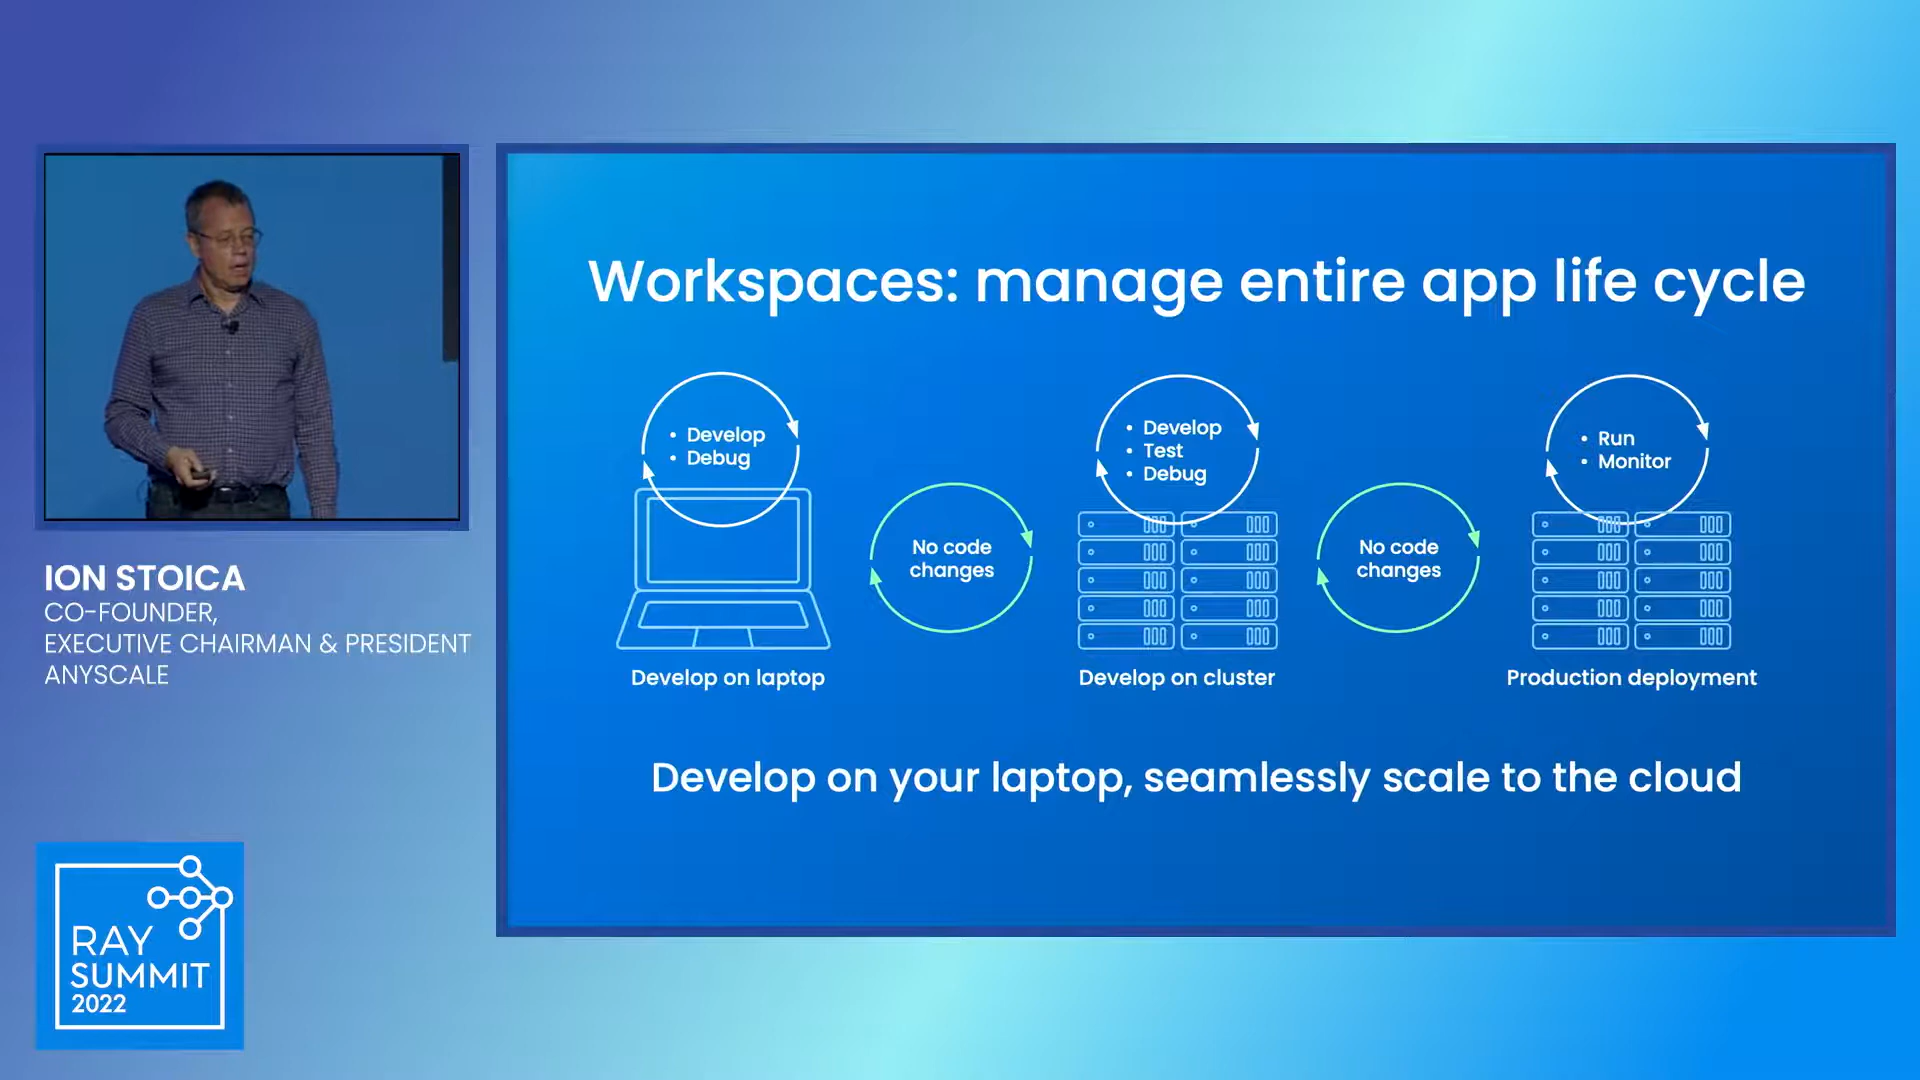 Workspaces: manage entire app life cycle
• Develop
• Debug
• Develop
• Test
• Debug
• Run
• Monitor
No code
changes
No code
changes
Develop on laptop
Develop on cluster
Production deployment
Develop on your laptop, seamlessly scale to the cloud
ION STOICA
CO-FOUNDER,
EXECUTIVE CHAIRMAN & PRESIDENT
ANYSCALE
RAY
SUMMIT
2022